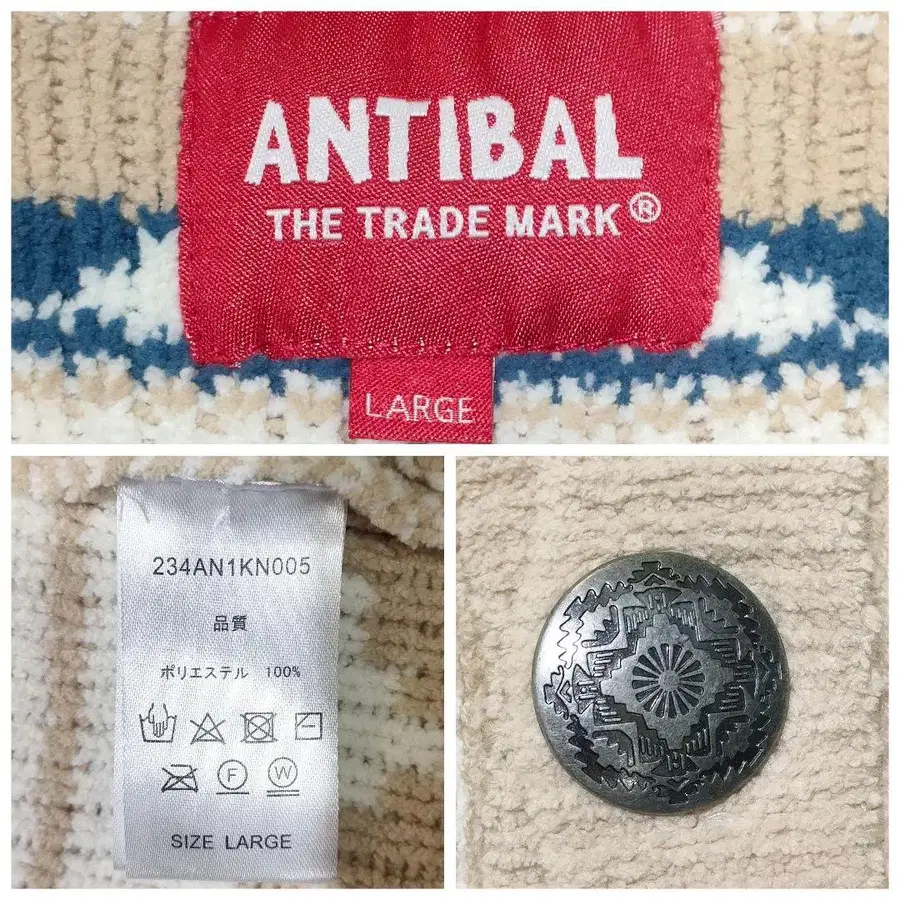 ANTIBAL
THE TRADE MARK®
LARGE
234AN1KN005
品質
ポリエステル 100%
F W
SIZE LARGE